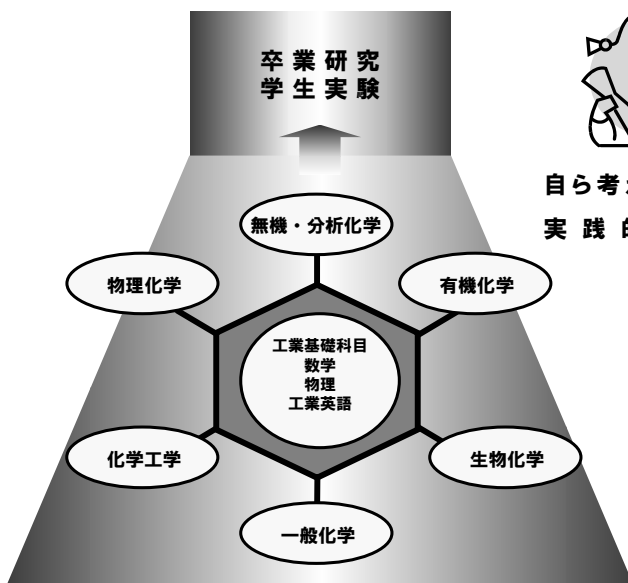 卒業研究
学生実験
自ら考
実践的
無機・分析化学
物理化学
有機化学
工業基礎科目
数学
物理
工業英語
化学工学
生物化学
一般化学